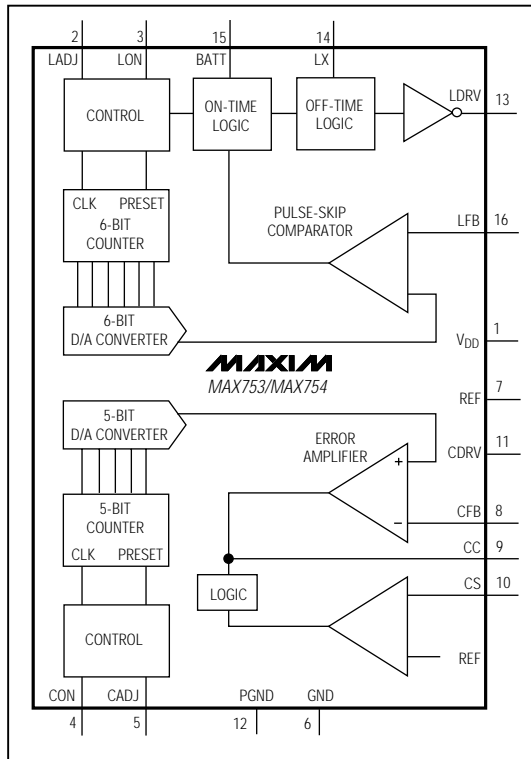 2 3 15 14
LADJ LON BATT LX
CONTROL
ON-TIME
LOGIC
OFF-TIME
LOGIC
LDRV 13
CLK PRESET
6-BIT
COUNTER
PULSE-SKIP
COMPARATOR
LFB 16
6-BIT
D/A CONVERTER
1
VDD
MAXIM
MAX753/MAX754
7
REF
5-BIT
D/A CONVERTER
ERROR
AMPLIFIER
+
−
11
CDRV
5-BIT
COUNTER
CLK PRESET
CFB 8
CC 9
LOGIC
CS 10
CONTROL
REF
CON CADJ PGND GND
4 5 12 6